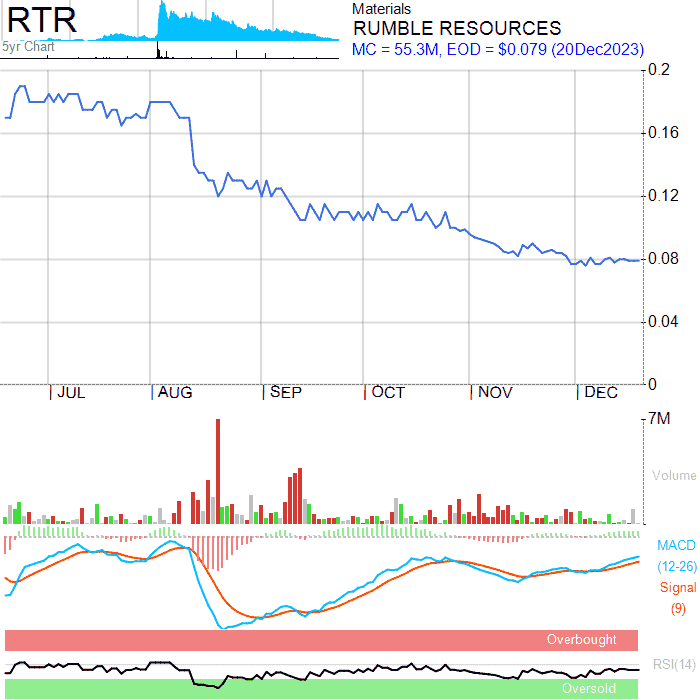 RTR
5yr Chart
Materials
RUMBLE RESOURCES
MC = 55.3M, EOD = $0.079 (20Dec2023)
0.2
0.16
0.12
0.08
0.04
0
JUL AUG SEP OCT NOV DEC
7M
Volume
MACD
(12-26)
Signal
(9)
Overbought
RSI(14)
Oversold